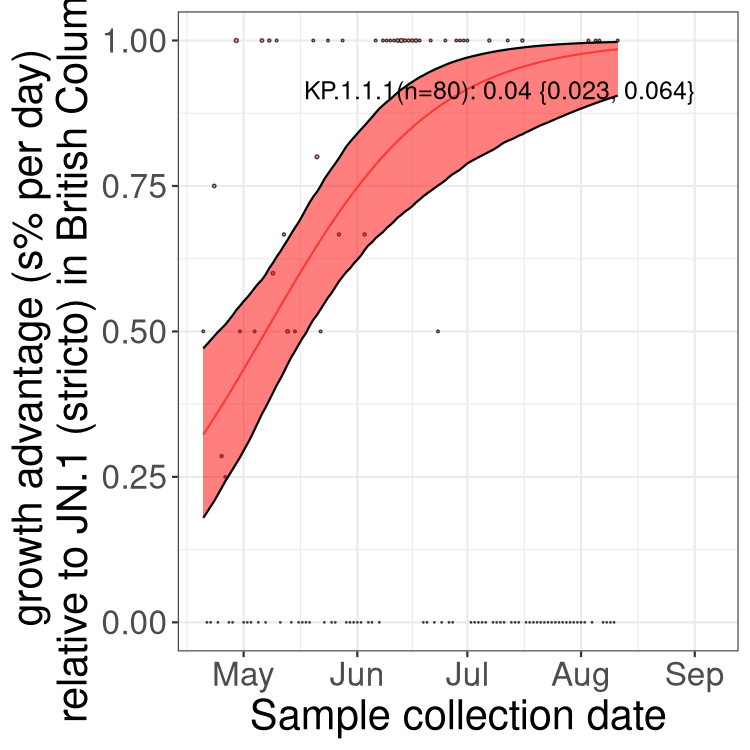 growth advantage (s% per day)
relative to JN.1 (stricto) in British Colum
1.00
0.75
0.50
0.25
0.00
KP.1.1.1(n=80): 0.04 {0.023, 0.064}
May Jun Jul Aug Sep
Sample collection date